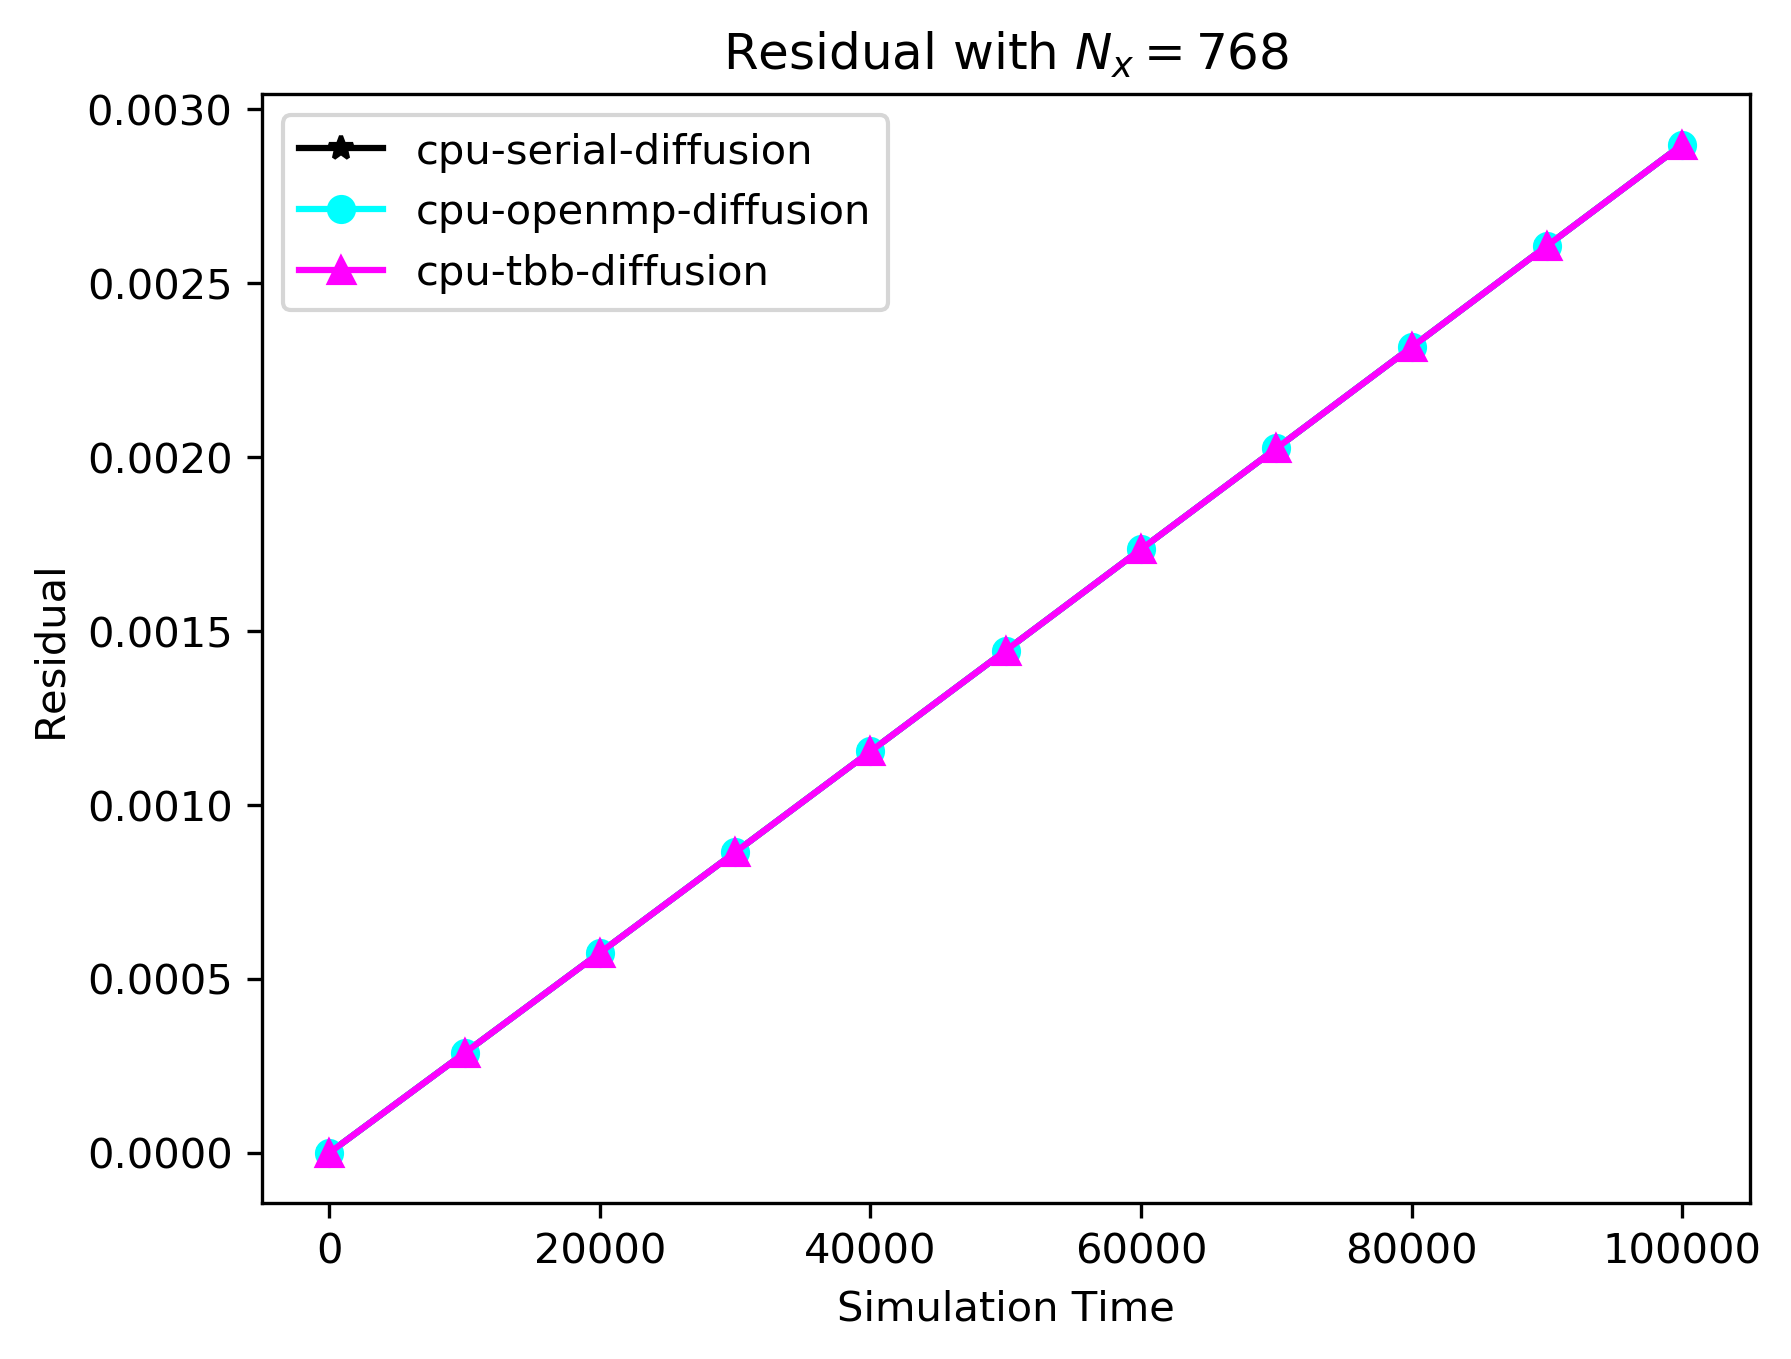 Residual with Nₓ = 768
0.0030
0.0025
0.0020
0.0015
0.0010
0.0005
0.0000
Residual
cpu-serial-diffusion
cpu-openmp-diffusion
cpu-tbb-diffusion
0 20000 40000 60000 80000 100000
Simulation Time